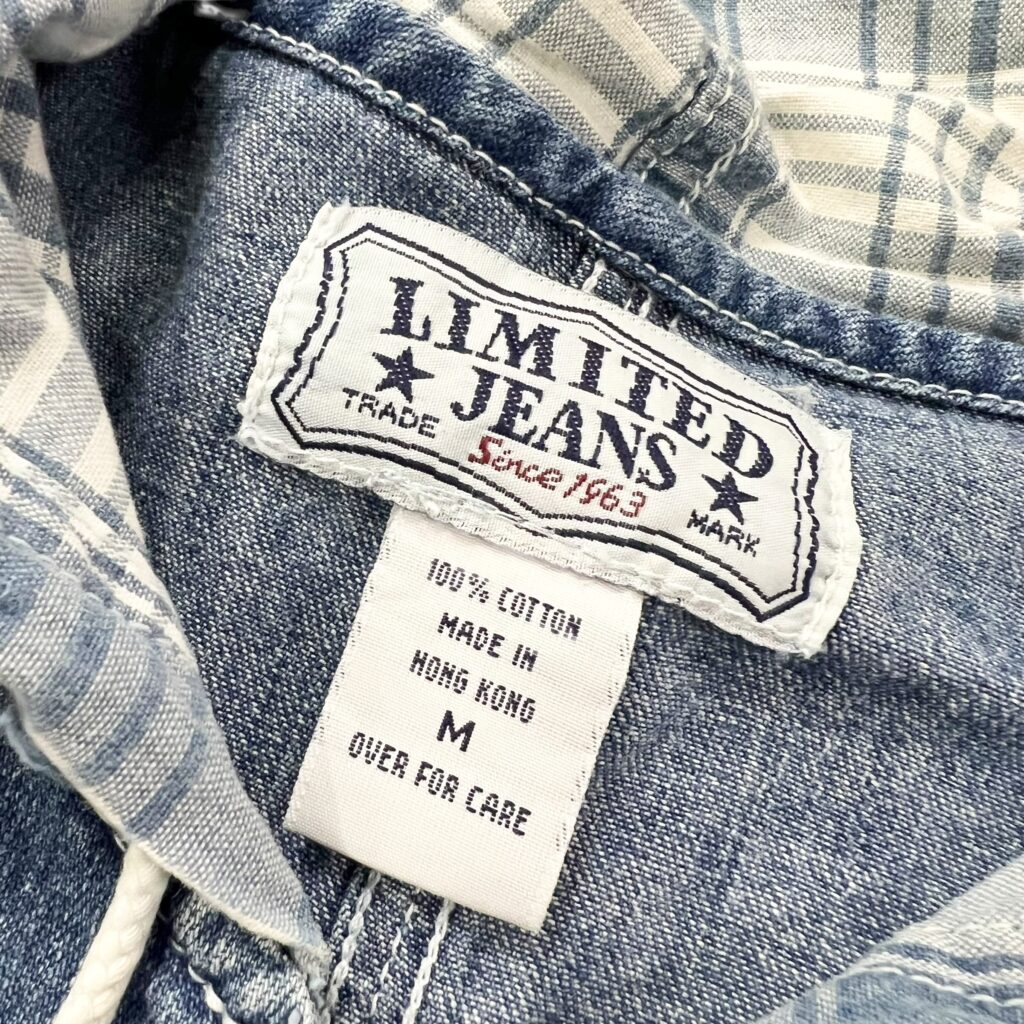 LIMITED
JEANS
TRADE MARK
Since 1963
100% COTTON
MADE IN
HONG KONG
M
OVER FOR CARE